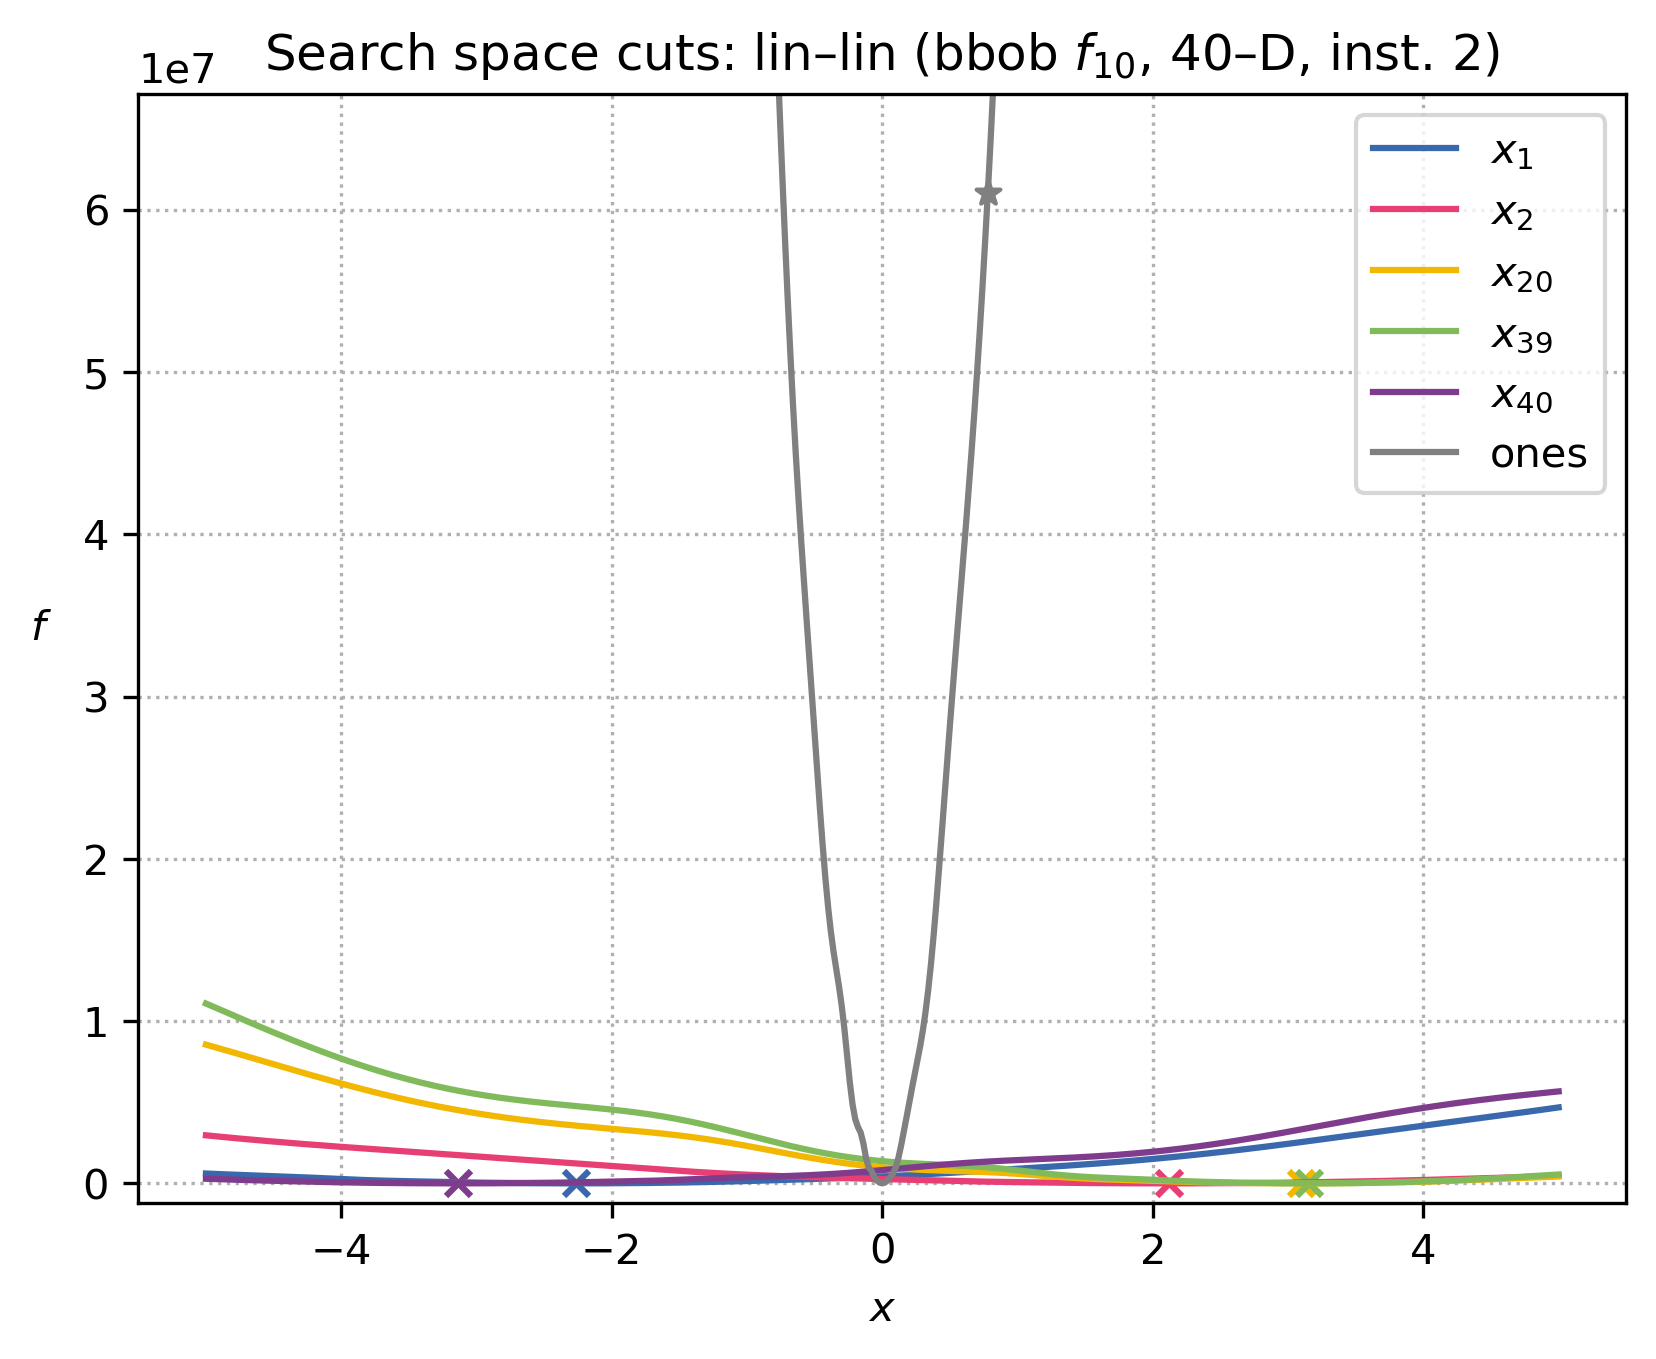 Search space cuts: lin–lin (bbob f₁₀, 40–D, inst. 2)
1e7
x₁
x₂
x₂₀
x₃₉
x₄₀
ones
6
5
4
3
2
1
0
f
−4 −2 0 2 4
x